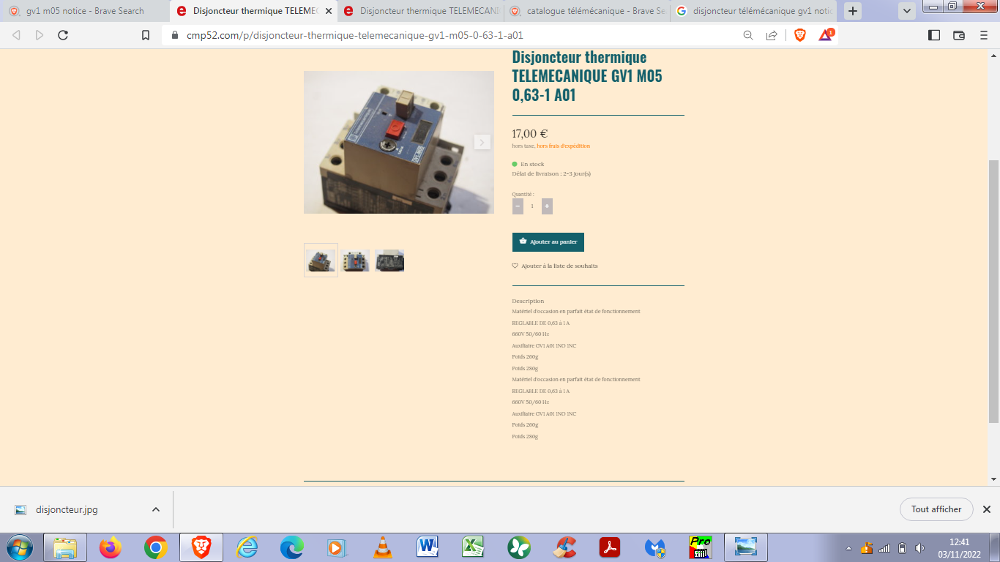 gv1 m05 notice - Brave Search
Disjoncteur thermique TELEMEC
Disjoncteur thermique TELEMECANI
catalogue télémécanique - Brave Se
disjoncteur télémécanique gv1 notic
cmp52.com/p/disjoncteur-thermique-telemecanique-gv1-m05-0-63-1-a01
1
Disjoncteur thermique
TELEMECANIQUE GV1 M05
0,63-1 A01
17,00 €
hors taxe, hors frais d'expédition
En stock
Délai de livraison : 2-3 jour(s)
Quantité :
− 1 +
Ajouter au panier
Ajouter à la liste de souhaits
Description
Matériel d'occasion en parfait état de fonctionnement
REGLABLE DE 0,63 à 1 A
660V 50/60 Hz
Auxiliaire GV1 A01 1NO 1NC
Poids 260g
Poids 280g
Matériel d'occasion en parfait état de fonctionnement
REGLABLE DE 0,63 à 1 A
660V 50/60 Hz
Auxiliaire GV1 A01 1NO 1NC
Poids 260g
Poids 280g
disjoncteur.jpg
Tout afficher
Pro
12:41
03/11/2022